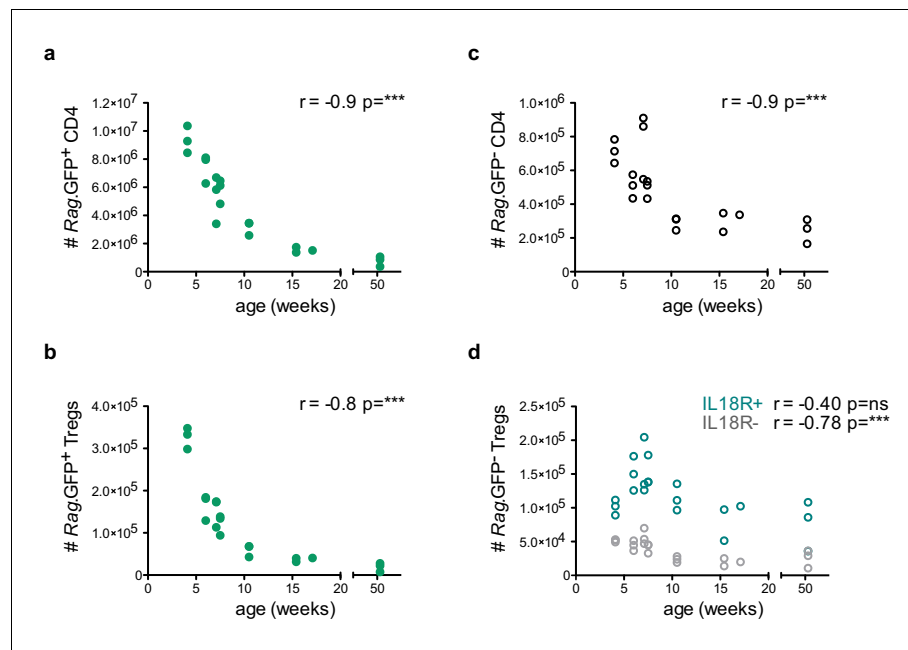 a
r = -0.9 p=***
# Rag.GFP⁺ CD4
1.2×10⁷
1.0×10⁷
8.0×10⁶
6.0×10⁶
4.0×10⁶
2.0×10⁶
0
0 5 10 15 20 50
age (weeks)
c
r = -0.9 p=***
# Rag.GFP⁻ CD4
1.0×10⁶
8.0×10⁵
6.0×10⁵
4.0×10⁵
2.0×10⁵
0
0 5 10 15 20 50
age (weeks)
b
r = -0.8 p=***
# Rag.GFP⁺ Tregs
4.0×10⁵
3.0×10⁵
2.0×10⁵
1.0×10⁵
0
0 5 10 15 20 50
age (weeks)
d
IL18R+ r = -0.40 p=ns
IL18R- r = -0.78 p=***
# Rag.GFP⁻ Tregs
2.5×10⁵
2.0×10⁵
1.5×10⁵
1.0×10⁵
5.0×10⁴
0
0 5 10 15 20 50
age (weeks)